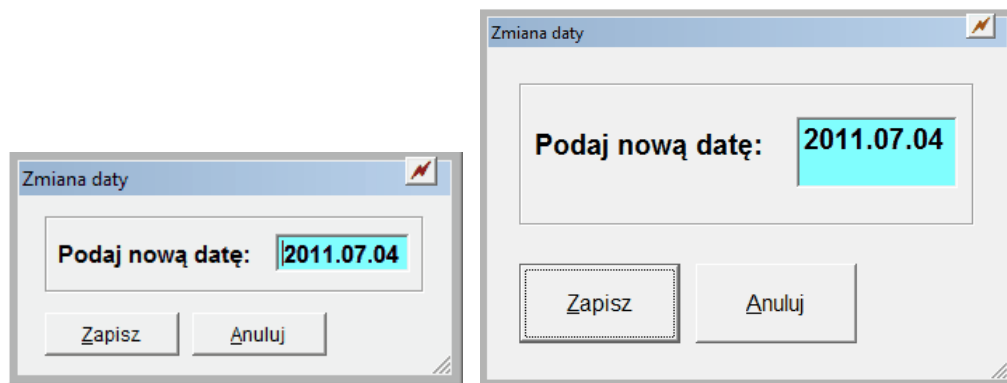 Zmiana daty
Podaj nową datę: 2011.07.04
Zapisz Anuluj
Zmiana daty
Podaj nową datę: 2011.07.04
Zapisz Anuluj